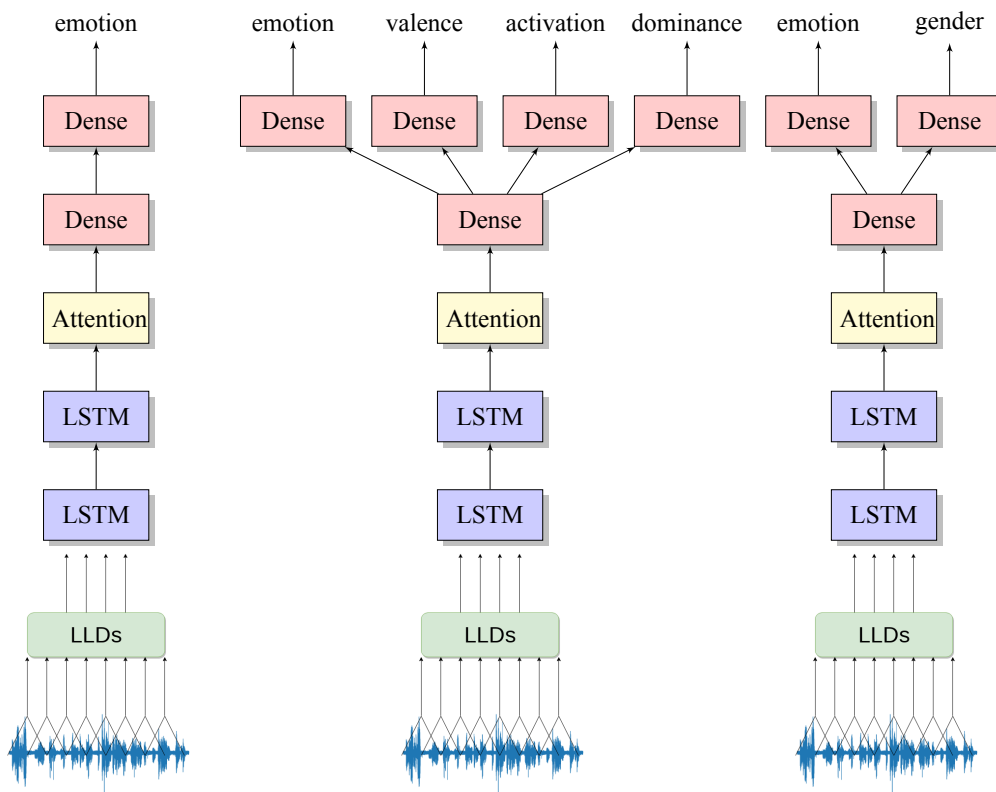 emotion emotion valence activation dominance emotion gender
Dense Dense Dense Dense Dense Dense Dense
Dense Dense Dense
Attention Attention Attention
LSTM LSTM LSTM
LSTM LSTM LSTM
LLDs LLDs LLDs